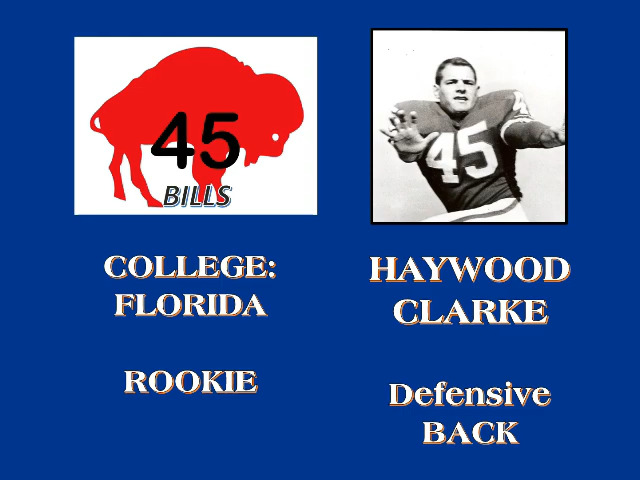 45
BILLS
45
COLLEGE:
FLORIDA
ROOKIE
HAYWOOD
CLARKE
Defensive
BACK